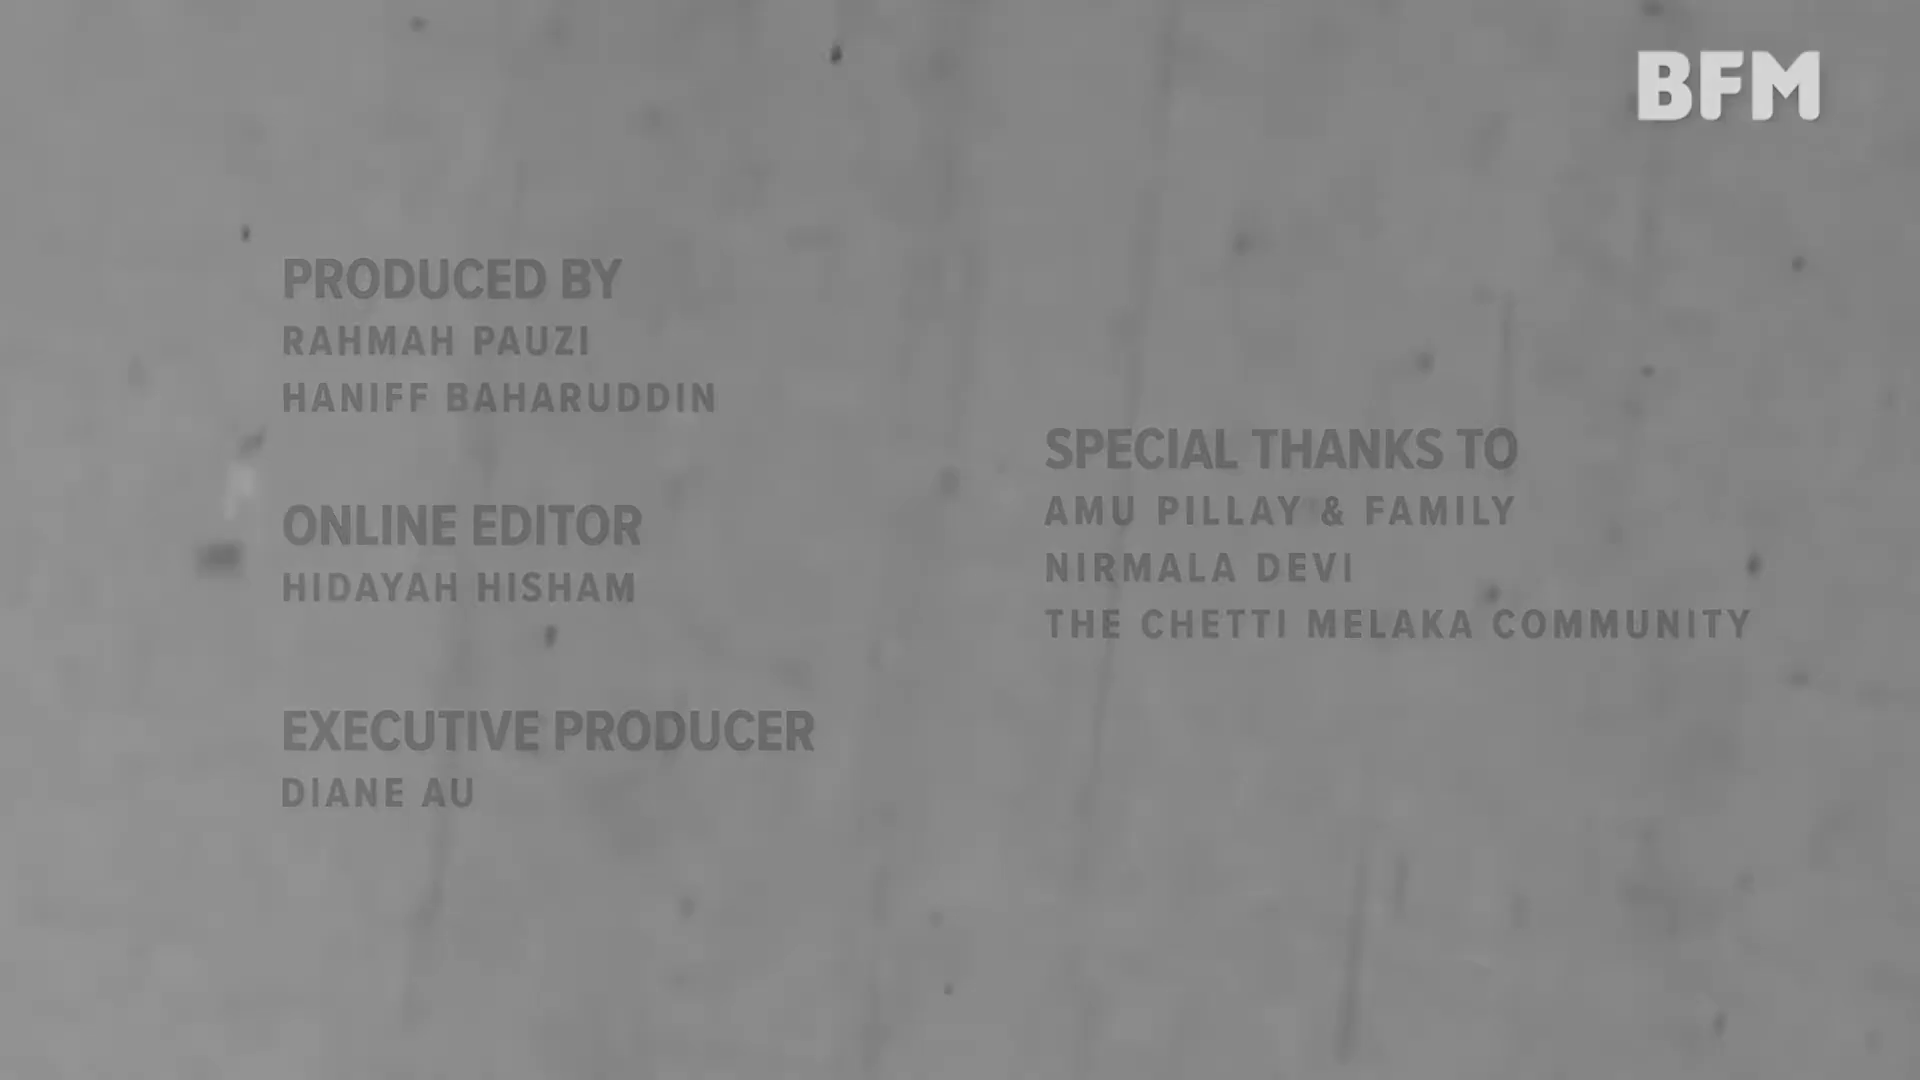 BFM
PRODUCED BY
RAHMAH PAUZI
HANIFF BAHARUDDIN
ONLINE EDITOR
HIDAYAH HISHAM
EXECUTIVE PRODUCER
DIANE AU
SPECIAL THANKS TO
AMU PILLAY & FAMILY
NIRMALA DEVI
THE CHETTI MELAKA COMMUNITY